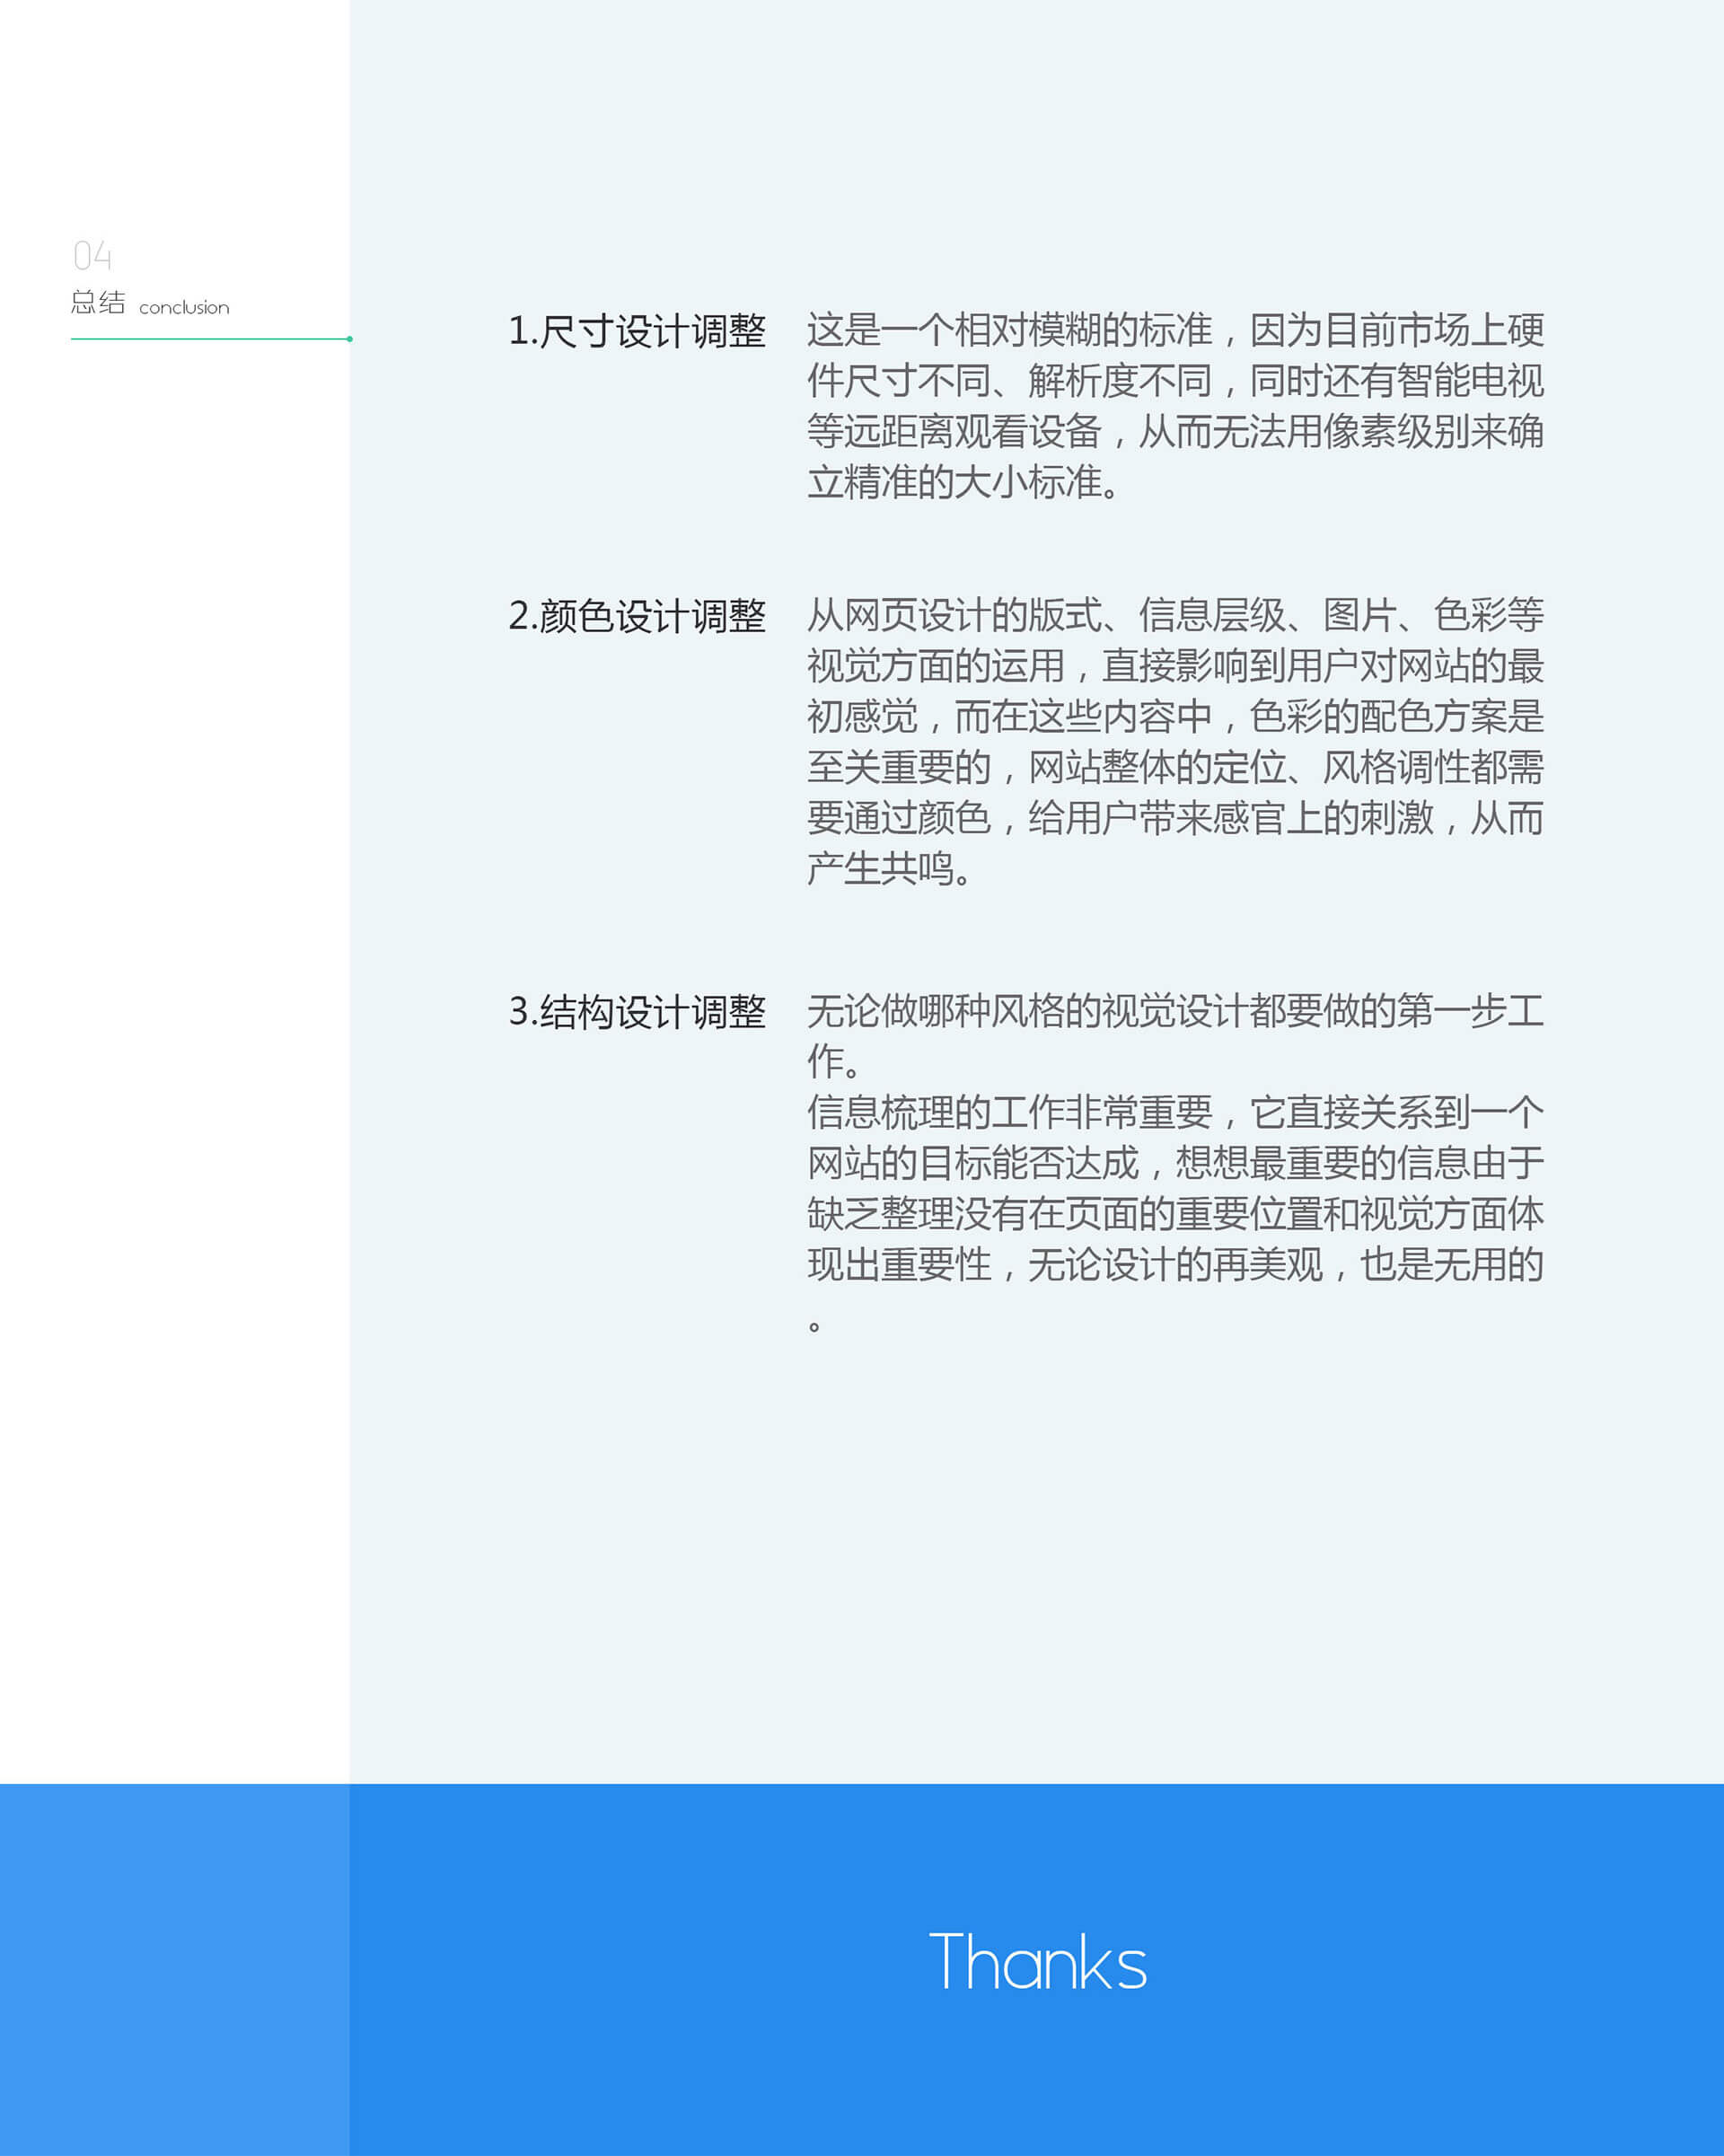 04
总结 conclusion
1.尺寸设计调整
这是一个相对模糊的标准，因为目前市场上硬
件尺寸不同、解析度不同，同时还有智能电视
等远距离观看设备，从而无法用像素级别来确
立精准的大小标准。
2.颜色设计调整
从网页设计的版式、信息层级、图片、色彩等
视觉方面的运用，直接影响到用户对网站的最
初感觉，而在这些内容中，色彩的配色方案是
至关重要的，网站整体的定位、风格调性都需
要通过颜色，给用户带来感官上的刺激，从而
产生共鸣。
3.结构设计调整
无论做哪种风格的视觉设计都要做的第一步工
作。
信息梳理的工作非常重要，它直接关系到一个
网站的目标能否达成，想想最重要的信息由于
缺乏整理没有在页面的重要位置和视觉方面体
现出重要性，无论设计的再美观，也是无用的
。
Thanks